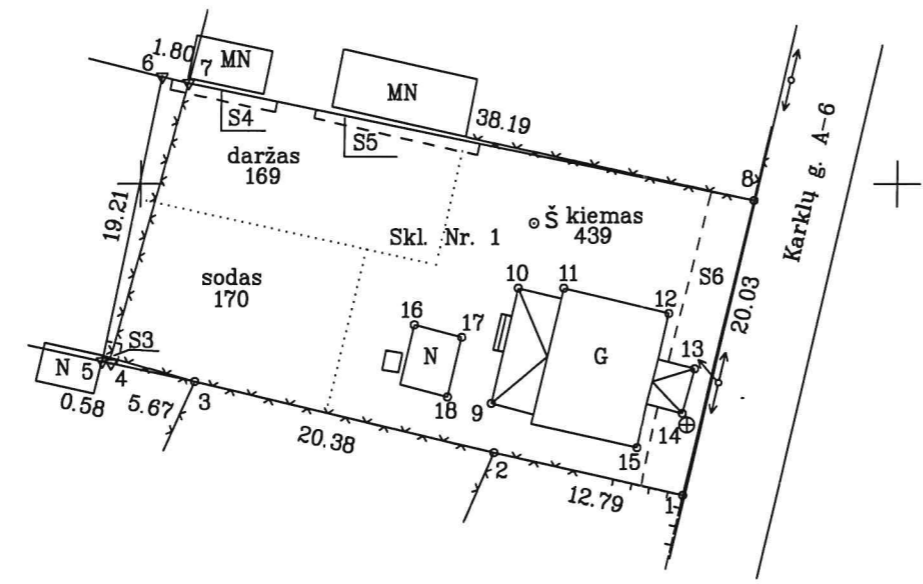 1.80
6
7
MN
MN
38.19
S4
S5
daržas
169
8
Karklų g. A-6
19.21
Š kiemas
439
Skl. Nr. 1
sodas
170
S6
20.03
10
11
12
13
16
17
N
G
S3
N
5
4
3
18
9
14
15
0.58
5.67
20.38
2
12.79
1